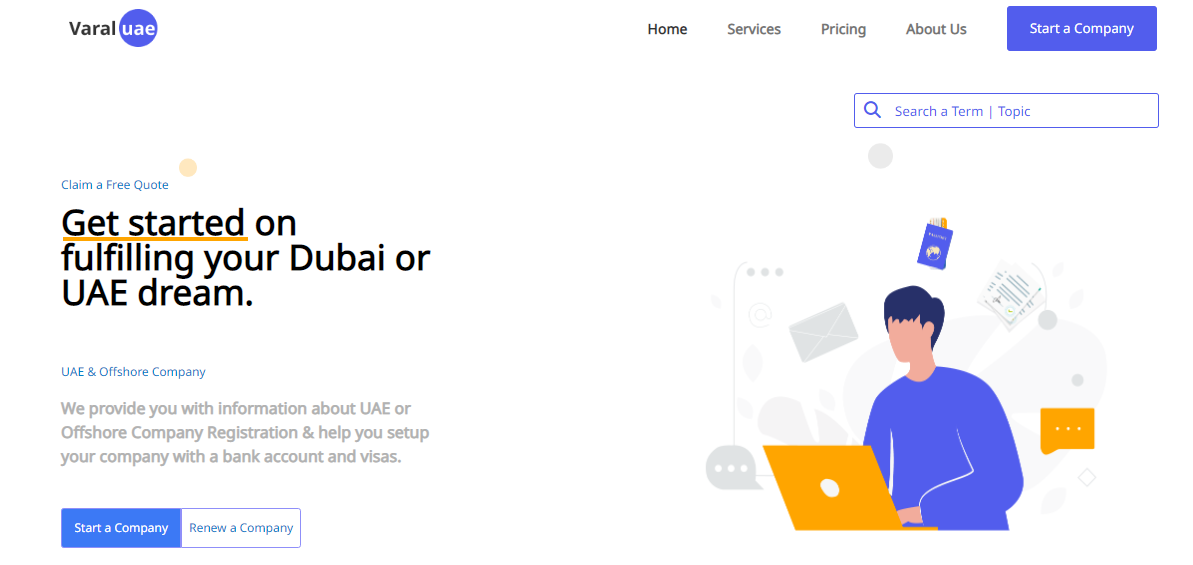 Varal uae
Home Services Pricing About Us Start a Company
Search a Term | Topic
Claim a Free Quote
Get started on
fulfilling your Dubai or
UAE dream.
UAE & Offshore Company
We provide you with information about UAE or
Offshore Company Registration & help you setup
your company with a bank account and visas.
Start a Company Renew a Company